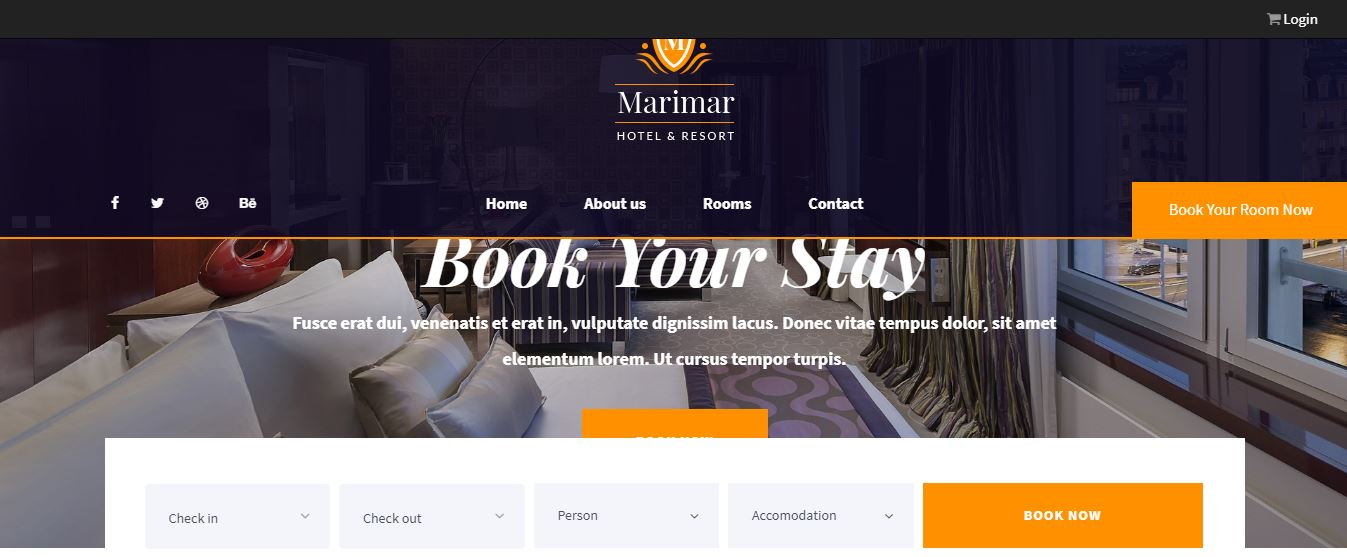 Login
M
Marimar
HOTEL & RESORT
Bē
Home
About us
Rooms
Contact
Book Your Room Now
Book Your Stay
Fusce erat dui, venenatis et erat in, vulputate dignissim lacus. Donec vitae tempus dolor, sit amet
elementum lorem. Ut cursus tempor turpis.
Check in
Check out
Person
Accomodation
BOOK NOW